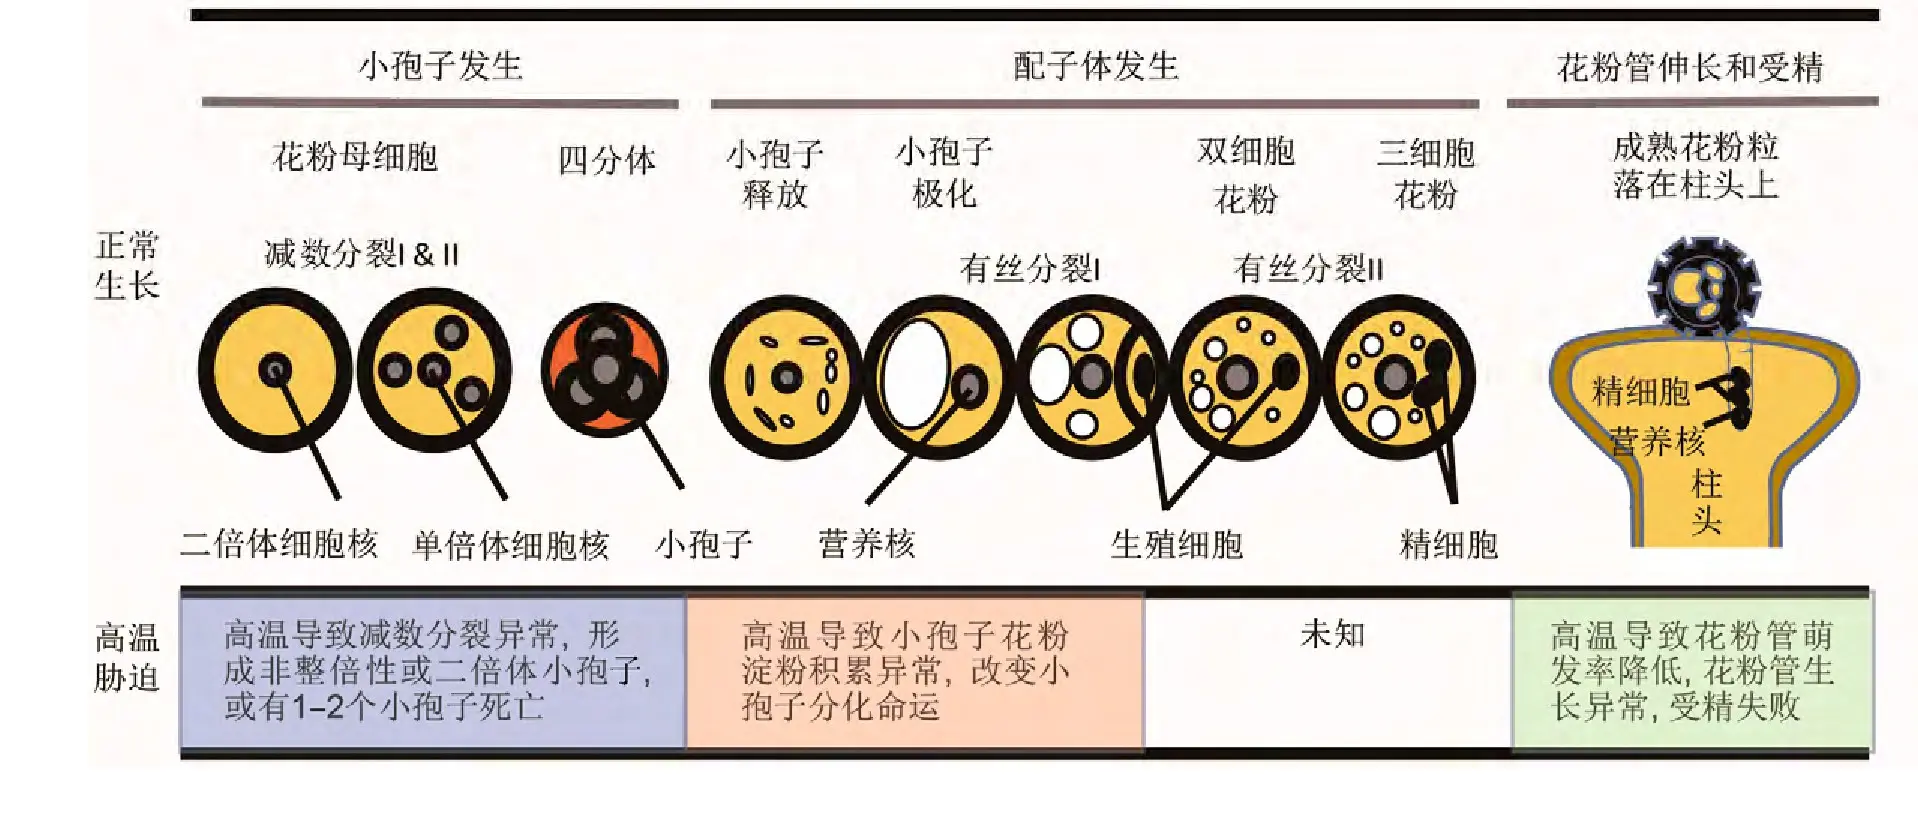 小孢子发生
配子体发生
花粉管伸长和受精
花粉母细胞
四分体
小孢子
释放
小孢子
极化
双细胞
花粉
三细胞
花粉
成熟花粉粒
落在柱头上
正常
生长
减数分裂I & II
有丝分裂I
有丝分裂II
精细胞
营养核
柱
头
二倍体细胞核
单倍体细胞核
小孢子
营养核
生殖细胞
精细胞
高温
胁迫
高温导致减数分裂异常, 形
成非整倍性或二倍体小孢子,
或有1–2个小孢子死亡
高温导致小孢子花粉
淀粉积累异常, 改变小
孢子分化命运
未知
高温导致花粉管萌
发率降低, 花粉管生
长异常, 受精失败